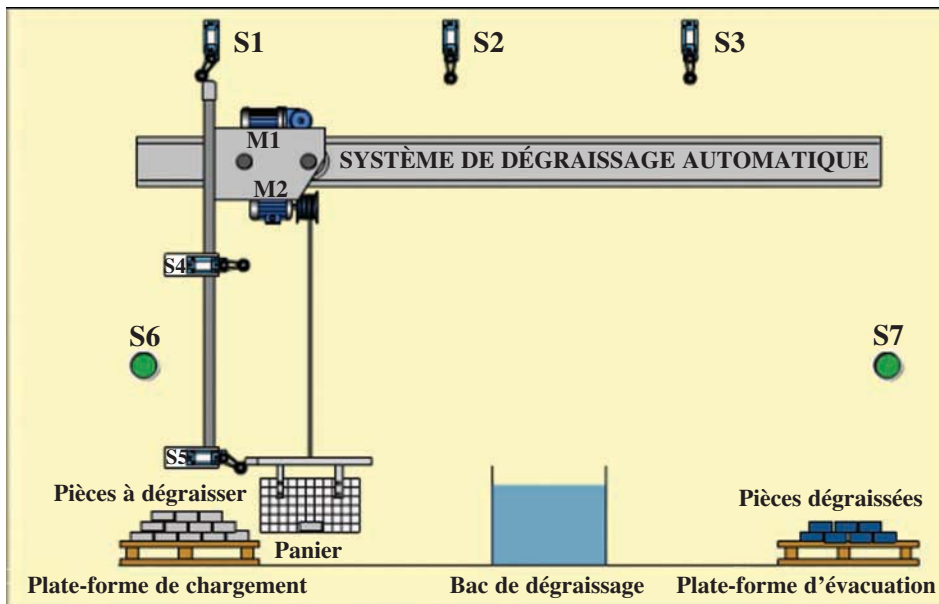 S1
S2
S3
M1
SYSTÈME DE DÉGRAISSAGE AUTOMATIQUE
M2
S4
S6
S7
S5
Pièces à dégraisser
Pièces dégraissées
Panier
Plate-forme de chargement
Bac de dégraissage
Plate-forme d'évacuation